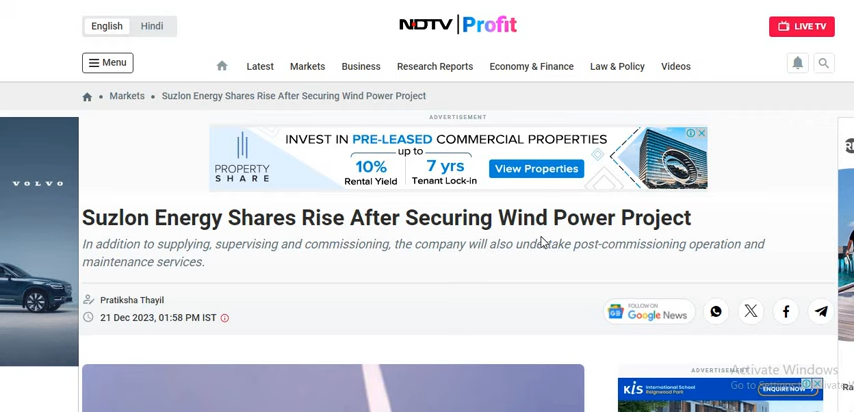 English Hindi
NDTV | Profit
LIVE TV
Menu
Latest Markets Business Research Reports Economy & Finance Law & Policy Videos
Markets • Suzlon Energy Shares Rise After Securing Wind Power Project
ADVERTISEMENT
INVEST IN PRE-LEASED COMMERCIAL PROPERTIES
up to
PROPERTY SHARE
10% Rental Yield
7 yrs Tenant Lock-in
View Properties
VOLVO
Suzlon Energy Shares Rise After Securing Wind Power Project
In addition to supplying, supervising and commissioning, the company will also undertake post-commissioning operation and
maintenance services.
Pratiksha Thayil
21 Dec 2023, 01:58 PM IST
FOLLOW ON
Google News
ADVERTISEMENT
Activate Windows
KIS International School
Reignwood Park
ENQUIRE NOW